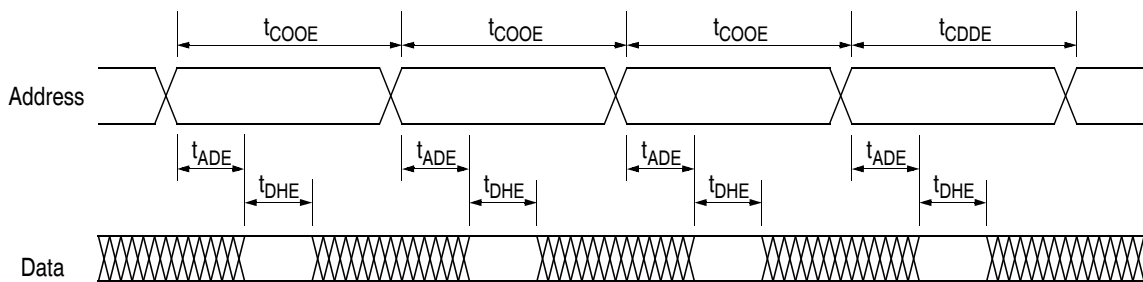 tCOOE tCOOE tCOOE tCDDE
Address
tADE tADE tADE tADE
tDHE tDHE tDHE tDHE
Data